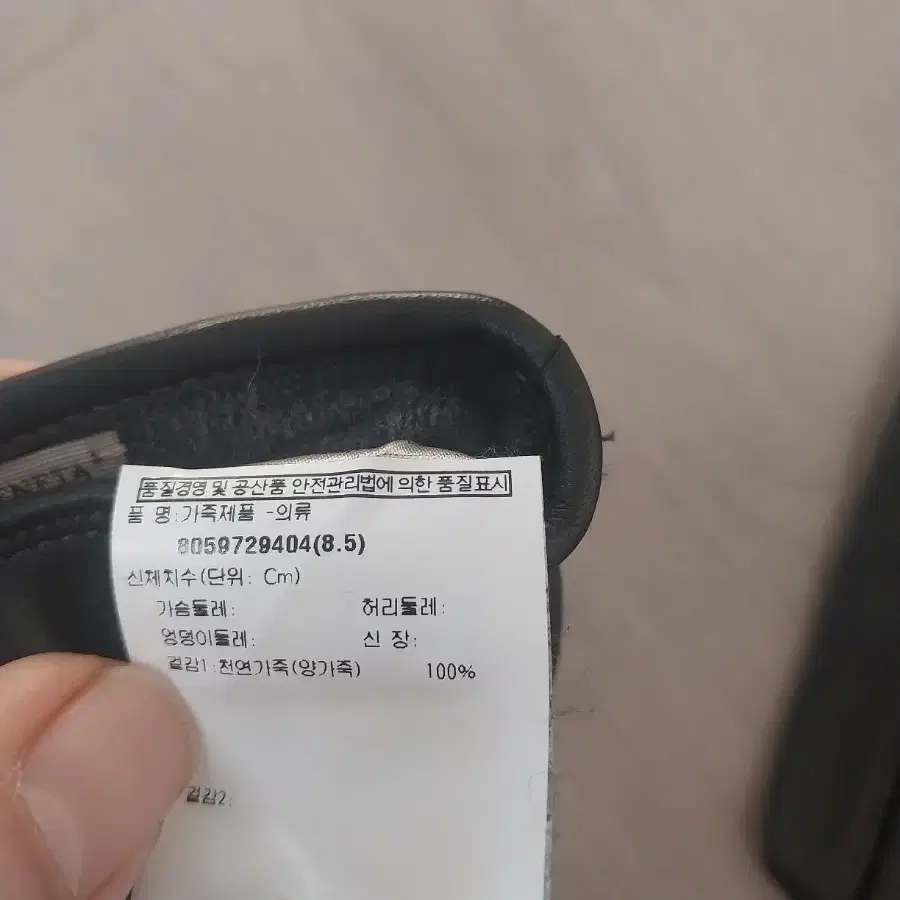 품질경영 및 공산품 안전관리법에 의한 품질표시
품 명:가죽제품 -의류
8059729404(8.5)
신체치수(단위: Cm)
가슴둘레: 허리둘레:
엉덩이둘레: 신 장:
겉감1:천연가죽(양가죽) 100%
겉감2: